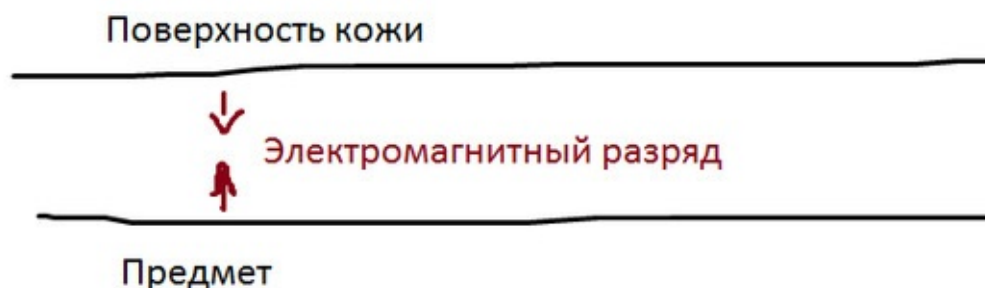 Поверхность кожи
Электромагнитный разряд
Предмет